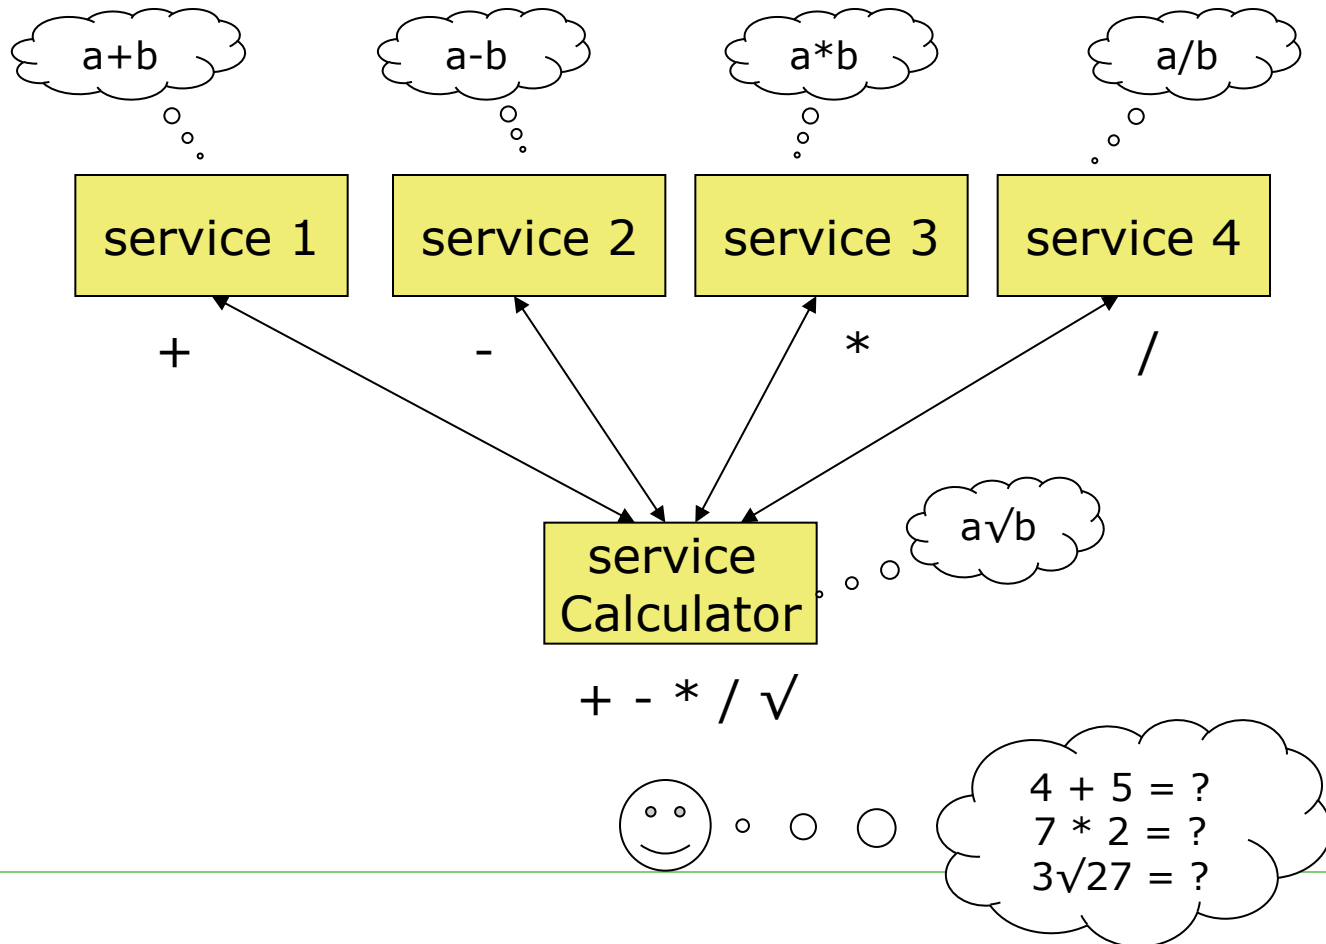 a+b
a-b
a*b
a/b
service 1
service 2
service 3
service 4
+
-
*
/
a√b
service
Calculator
+ - * / √
4 + 5 = ?
7 * 2 = ?
3√27 = ?